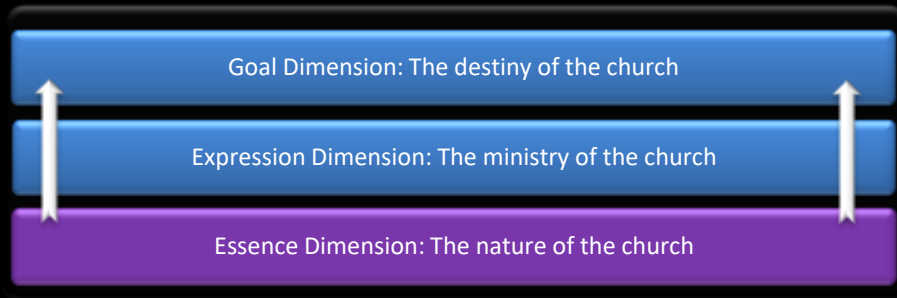 Goal Dimension: The destiny of the church
Expression Dimension: The ministry of the church
Essence Dimension: The nature of the church